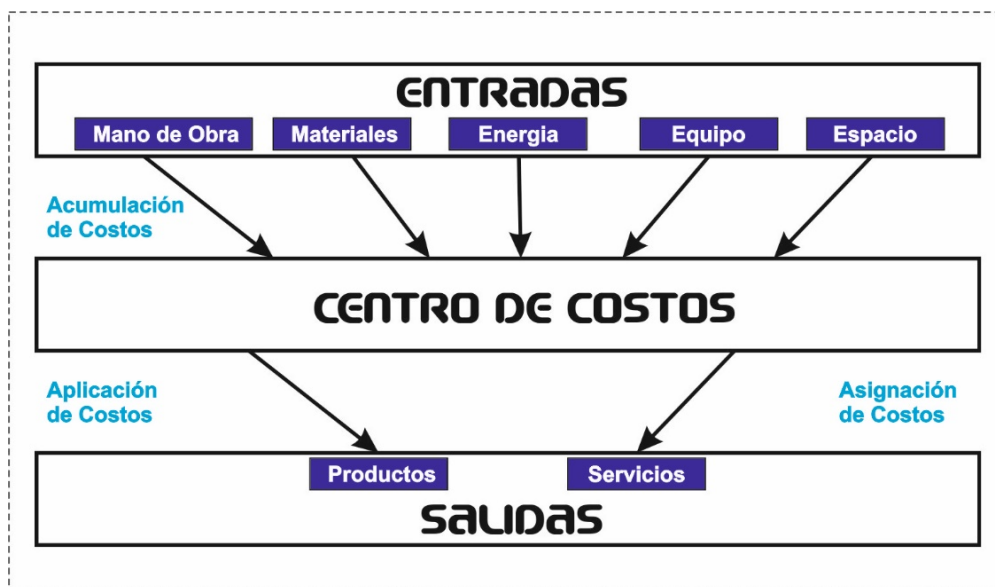 ENTRADAS
Mano de Obra
Materiales
Energia
Equipo
Espacio
Acumulación
de Costos
CENTRO DE COSTOS
Aplicación
de Costos
Asignación
de Costos
Productos
Servicios
SALIDAS